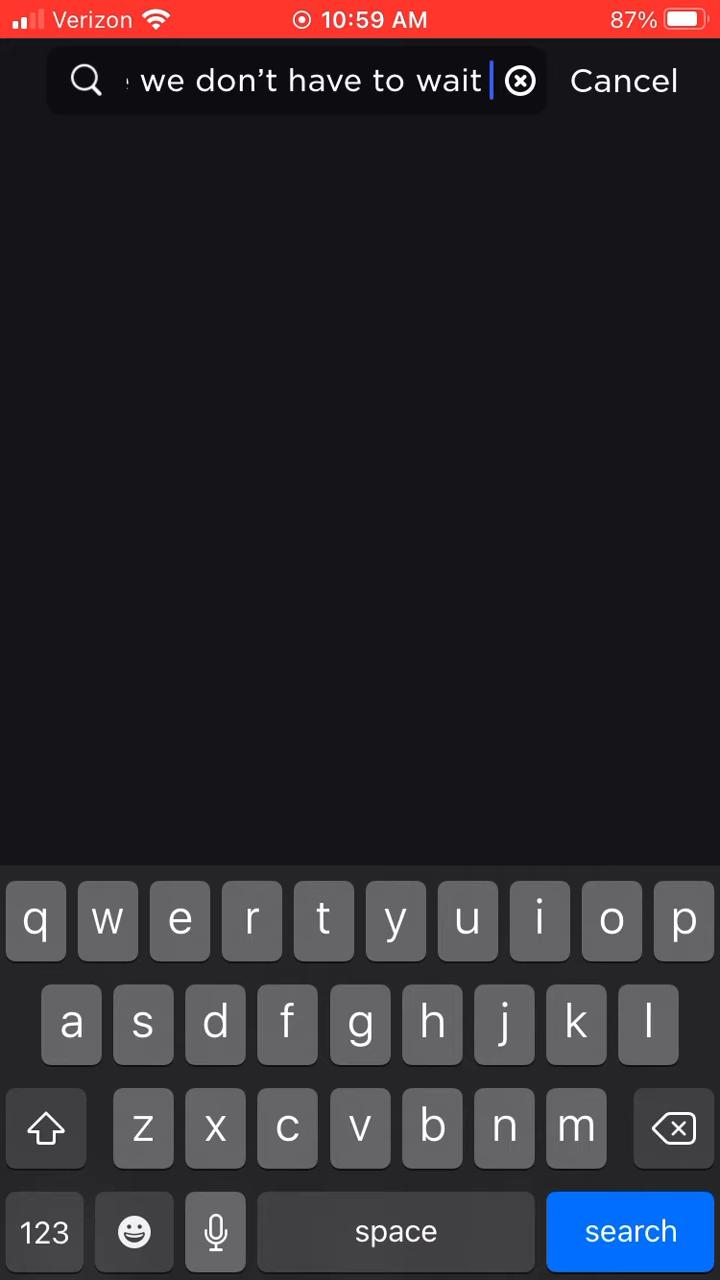 Verizon 10:59 AM 87%
we don’t have to wait Cancel
q w e r t y u i o p
a s d f g h j k l
z x c v b n m
123 space search